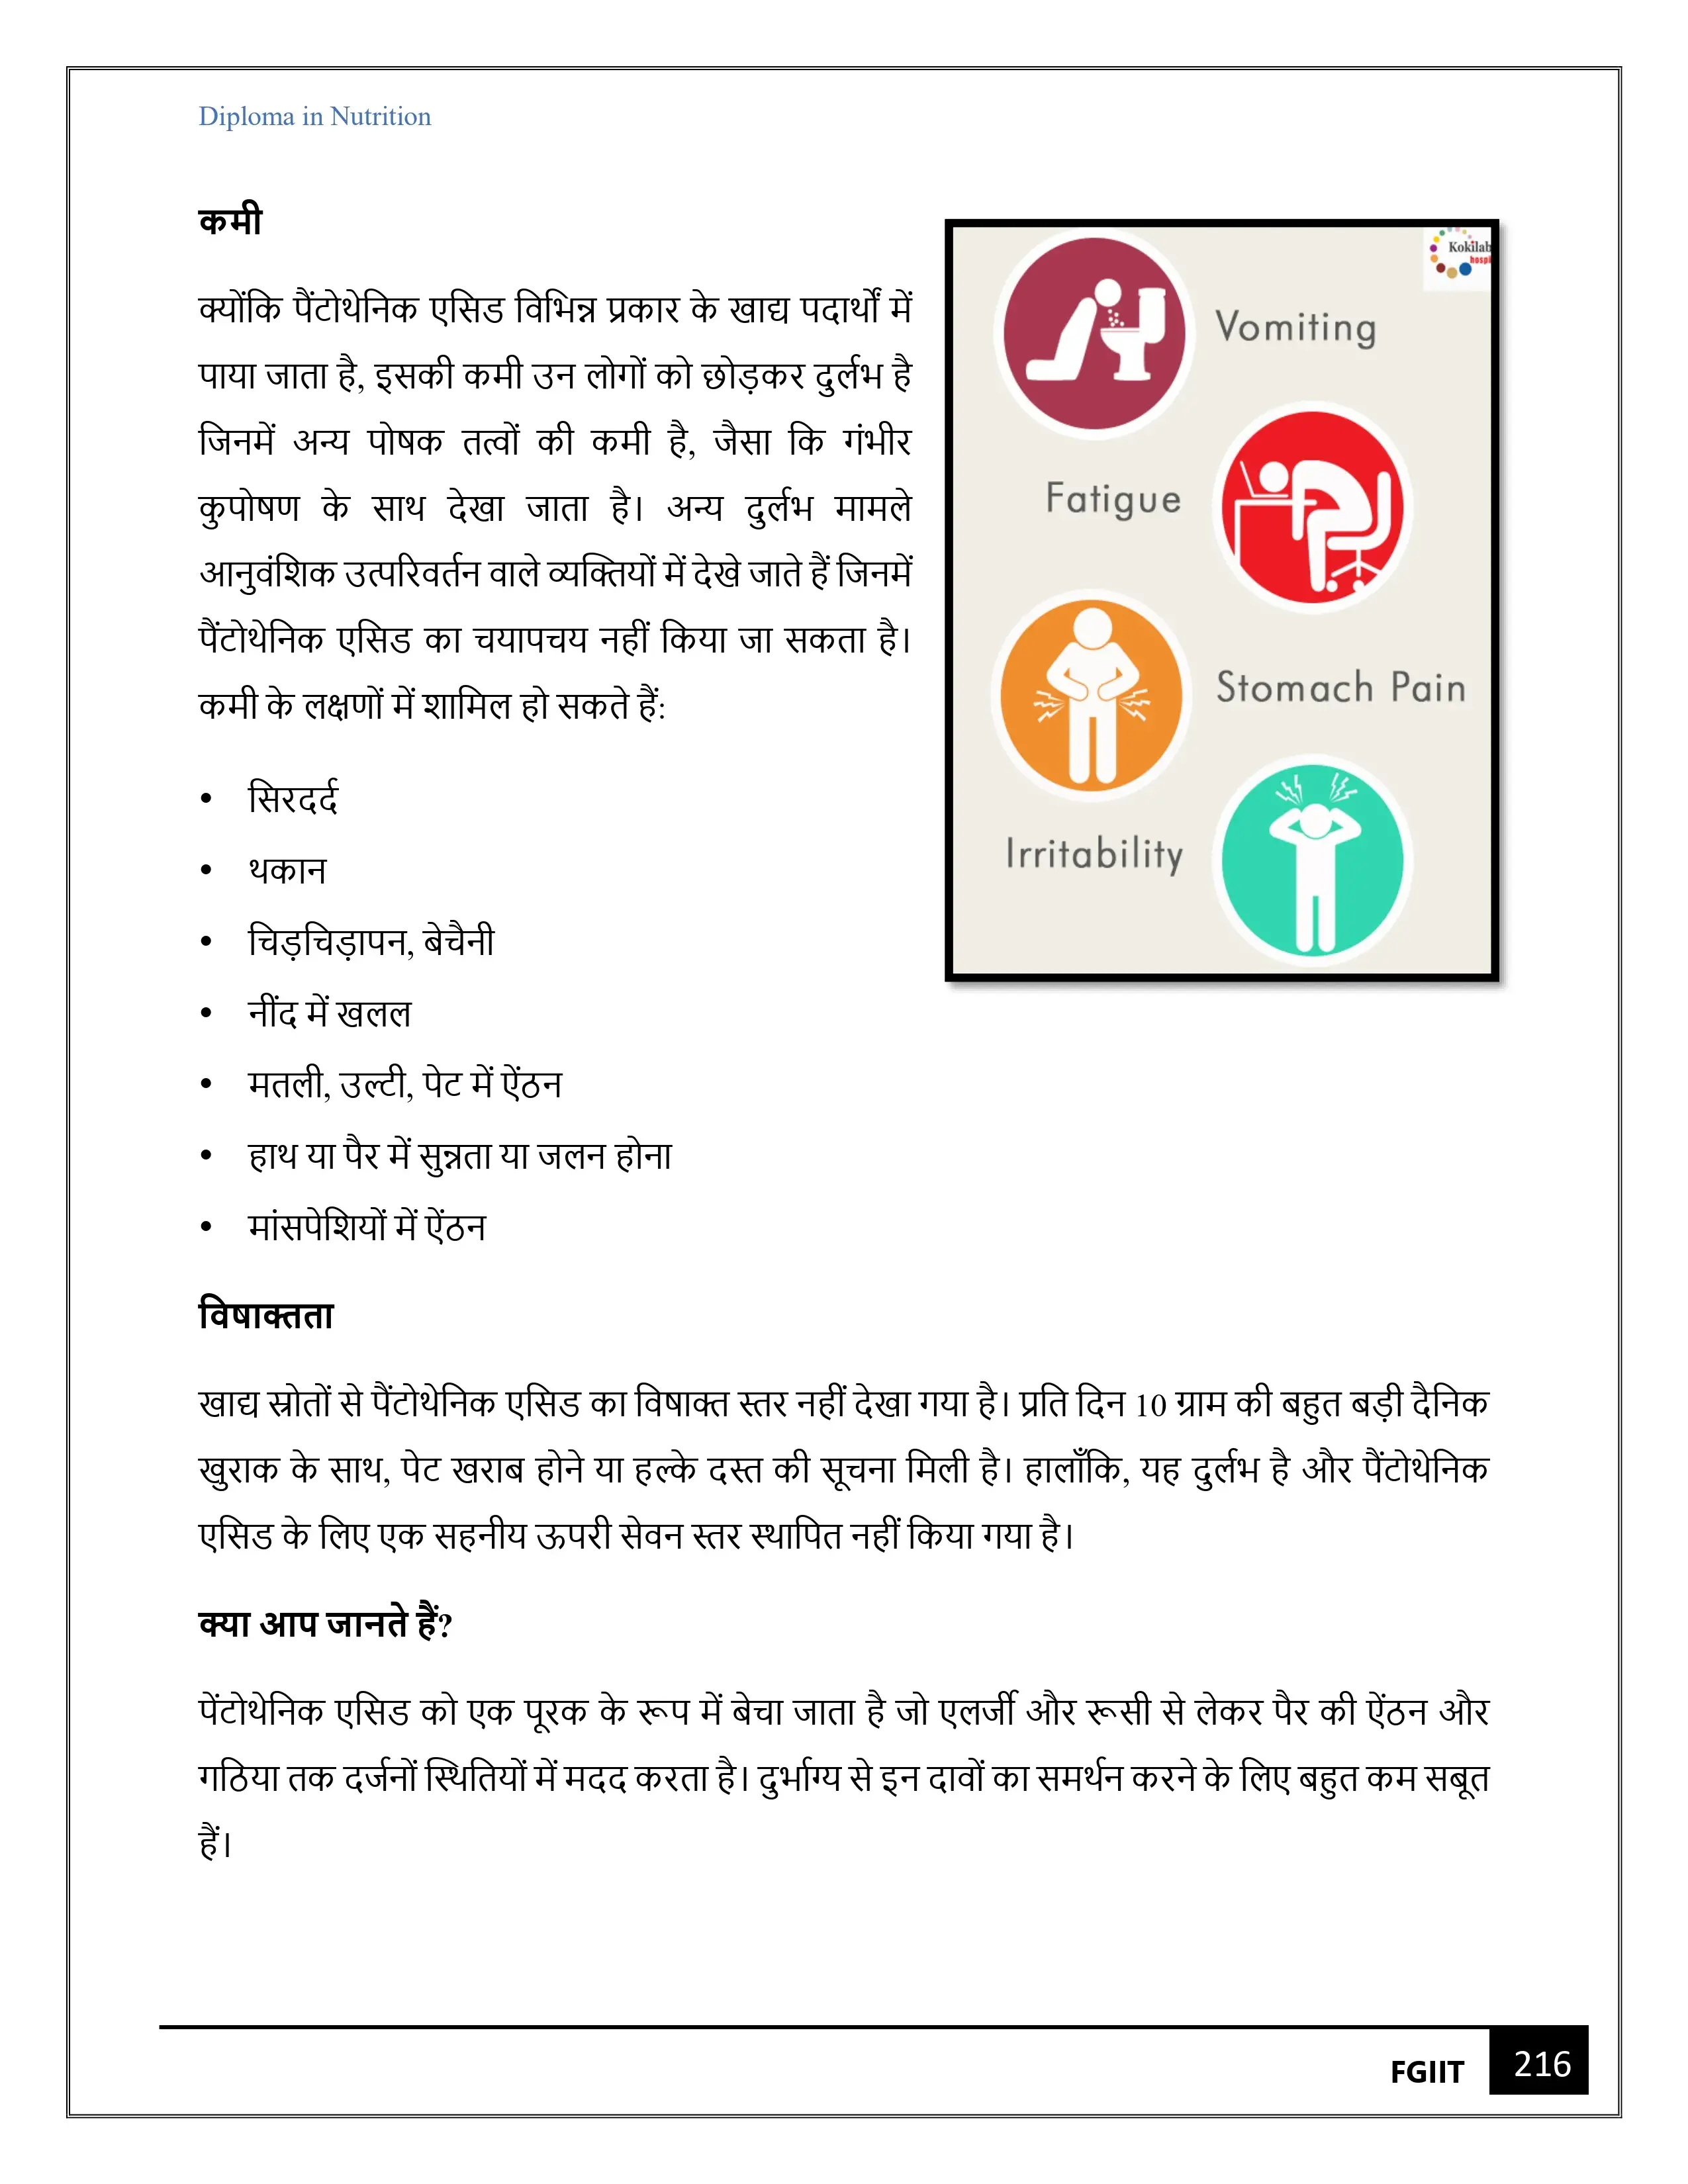 Diploma in Nutrition
कमी
क्योंकि पैंटोथेनिक एसिड विभिन्न प्रकार के खाद्य पदार्थों में
पाया जाता है, इसकी कमी उन लोगों को छोड़कर दुर्लभ है
जिनमें अन्य पोषक तत्वों की कमी है, जैसा कि गंभीर
कुपोषण के साथ देखा जाता है। अन्य दुर्लभ मामले
आनुवंशिक उत्परिवर्तन वाले व्यक्तियों में देखे जाते हैं जिनमें
पैंटोथेनिक एसिड का चयापचय नहीं किया जा सकता है।
कमी के लक्षणों में शामिल हो सकते हैं:
• सिरदर्द
• थकान
• चिड़चिड़ापन, बेचैनी
• नींद में खलल
• मतली, उल्टी, पेट में ऐंठन
• हाथ या पैर में सुन्नता या जलन होना
• मांसपेशियों में ऐंठन
Kokilab
hospi
Vomiting
Fatigue
Stomach Pain
Irritability
विषाक्तता
खाद्य स्रोतों से पैंटोथेनिक एसिड का विषाक्त स्तर नहीं देखा गया है। प्रति दिन 10 ग्राम की बहुत बड़ी दैनिक
खुराक के साथ, पेट खराब होने या हल्के दस्त की सूचना मिली है। हालाँकि, यह दुर्लभ है और पैंटोथेनिक
एसिड के लिए एक सहनीय ऊपरी सेवन स्तर स्थापित नहीं किया गया है।
क्या आप जानते हैं?
पेंटोथेनिक एसिड को एक पूरक के रूप में बेचा जाता है जो एलर्जी और रूसी से लेकर पैर की ऐंठन और
गठिया तक दर्जनों स्थितियों में मदद करता है। दुर्भाग्य से इन दावों का समर्थन करने के लिए बहुत कम सबूत
हैं।
FGIIT 216